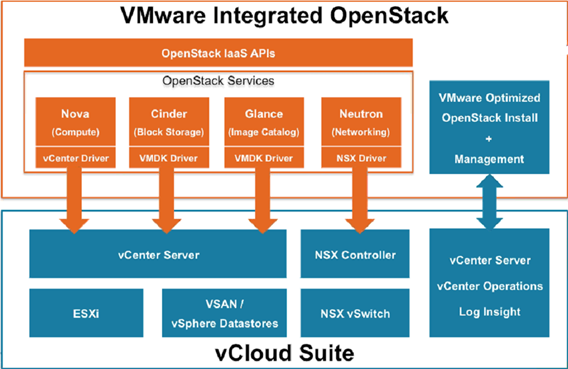 VMware Integrated OpenStack
OpenStack IaaS APIs
OpenStack Services
Nova
(Compute)
vCenter Driver
Cinder
(Block Storage)
VMDK Driver
Glance
(Image Catalog)
VMDK Driver
Neutron
(Networking)
NSX Driver
VMware Optimized
OpenStack Install
+
Management
vCenter Server
NSX Controller
ESXi
VSAN /
vSphere Datastores
NSX vSwitch
vCenter Server
vCenter Operations
Log Insight
vCloud Suite